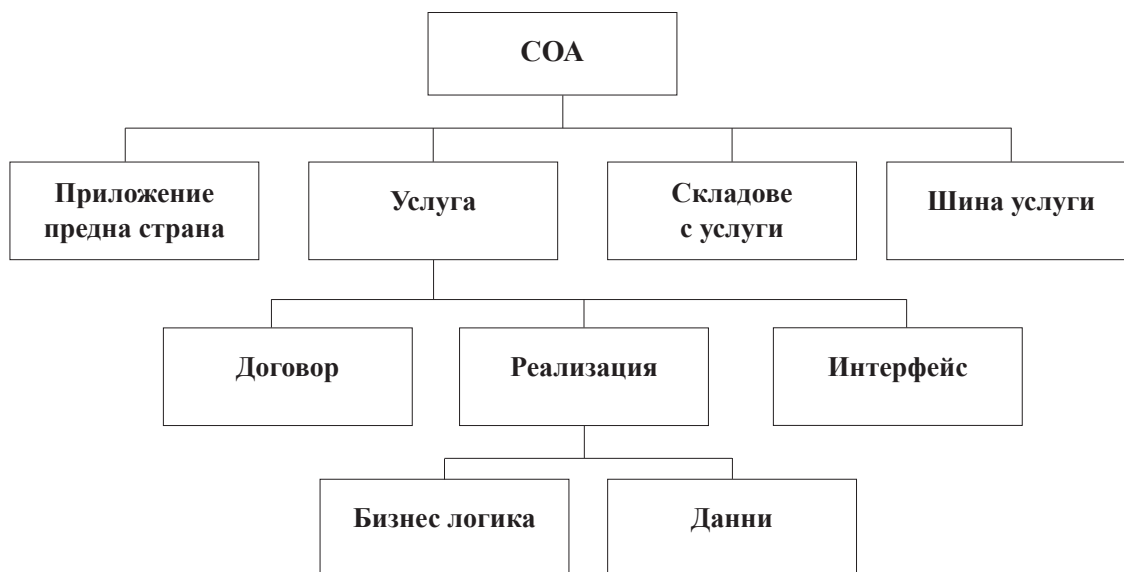 СОА
Приложение
предна страна
Услуга
Складове
с услуги
Шина услуги
Договор
Реализация
Интерфейс
Бизнес логика
Данни